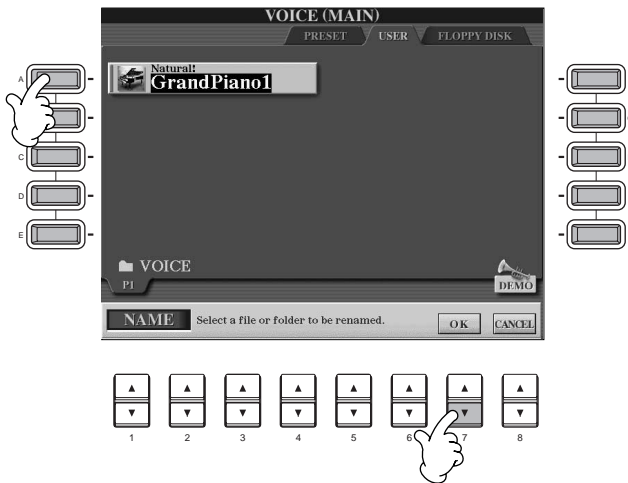 VOICE (MAIN)
PRESET USER FLOPPY DISK
A
Natural!
GrandPiano1
C
D
E
VOICE
P1
DEMO
NAME Select a file or folder to be renamed. OK CANCEL
1 2 3 4 5 6 7 8